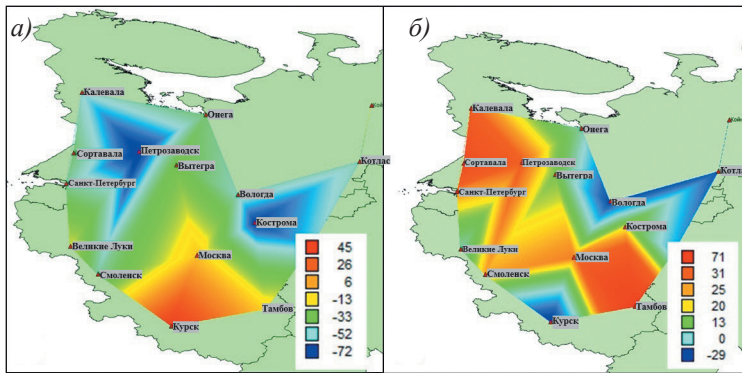 а)
Калевала
Онега
Сортавала
Петрозаводск
Вытегра
Котлас
Санкт-Петербург
Вологда
Кострома
Великие Луки
Москва
Смоленск
Тамбов
Курск
45
26
6
-13
-33
-52
-72
б)
Калевала
Онега
Сортавала
Петрозаводск
Вытегра
Котла
Санкт-Петербург
Вологда
Кострома
Великие Луки
Москва
Смоленск
Тамбов
Курск
71
31
25
20
13
0
-29